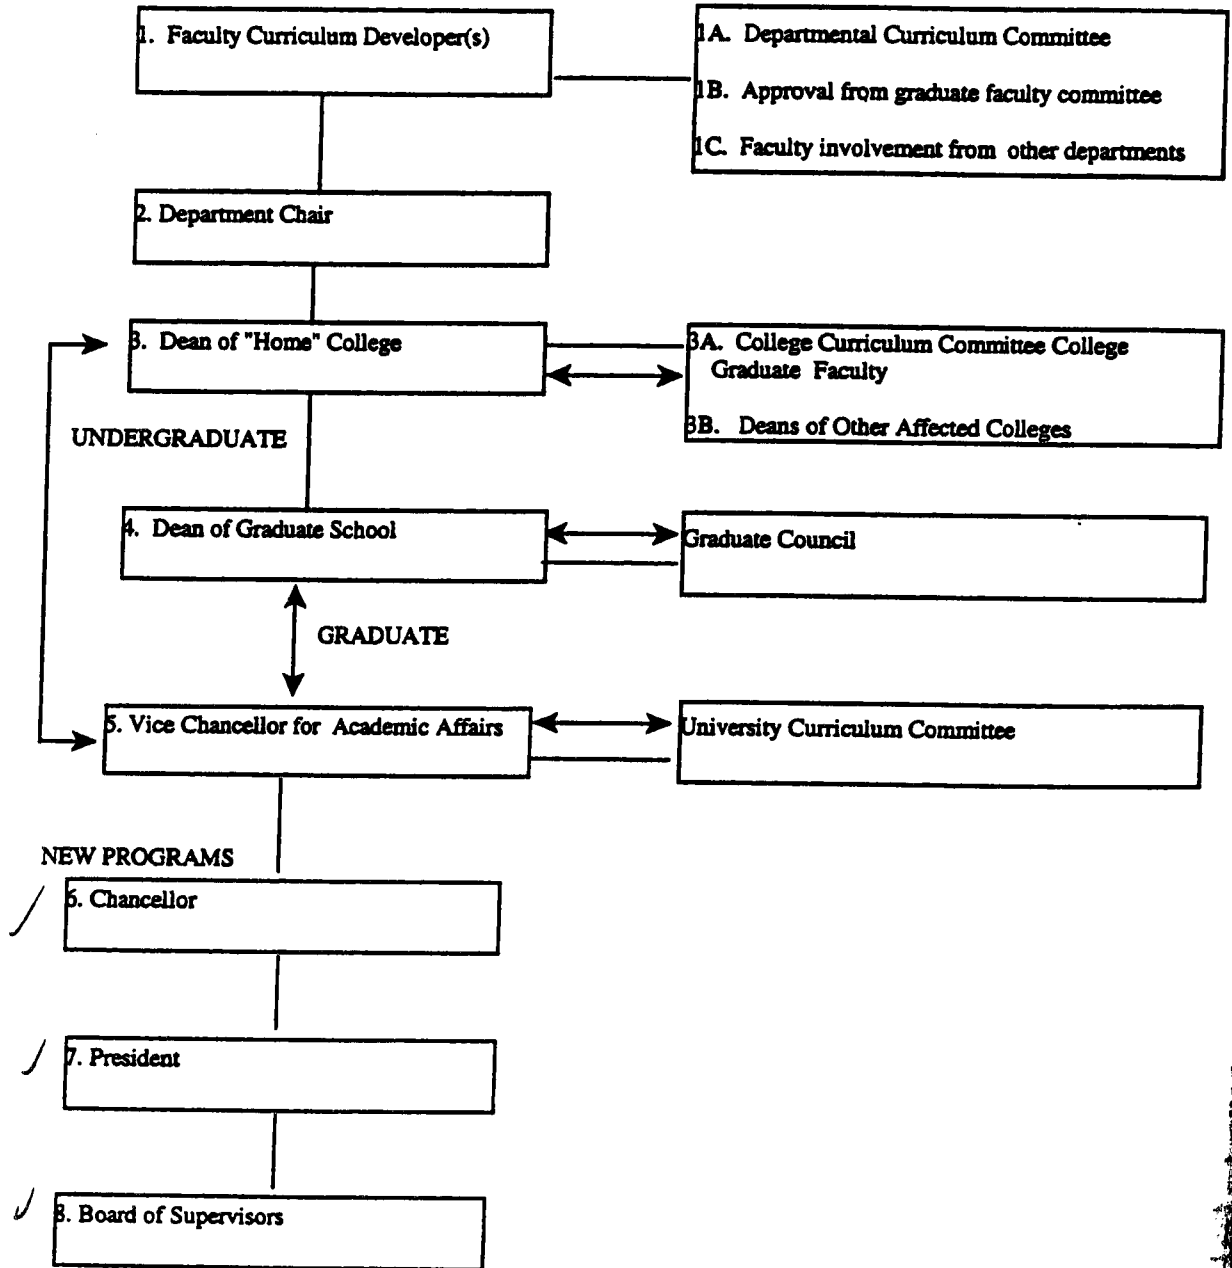 1. Faculty Curriculum Developer(s)
1A. Departmental Curriculum Committee
1B. Approval from graduate faculty committee
1C. Faculty involvement from other departments
2. Department Chair
3. Dean of "Home" College
3A. College Curriculum Committee College
Graduate Faculty
3B. Deans of Other Affected Colleges
UNDERGRADUATE
4. Dean of Graduate School
Graduate Council
GRADUATE
5. Vice Chancellor for Academic Affairs
University Curriculum Committee
NEW PROGRAMS
6. Chancellor
7. President
8. Board of Supervisors